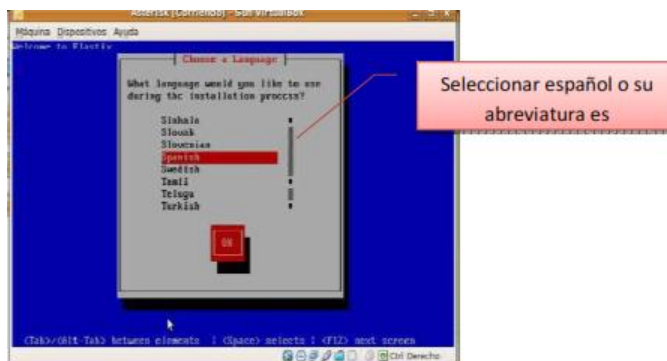 Asterisk [Corriendo] - Sun VirtualBox
Máquina Dispositivos Ayuda
Welcome to Elastix
Choose a Language
What language would you like to use
during the installation process?
Sinhala
Slovak
Slovenian
Spanish
Swedish
Tamil
Telugu
Turkish
OK
<Tab>/<Alt-Tab> between elements | <Space> selects | <F12> next screen
Ctrl Derecho
Seleccionar español o su
abreviatura es